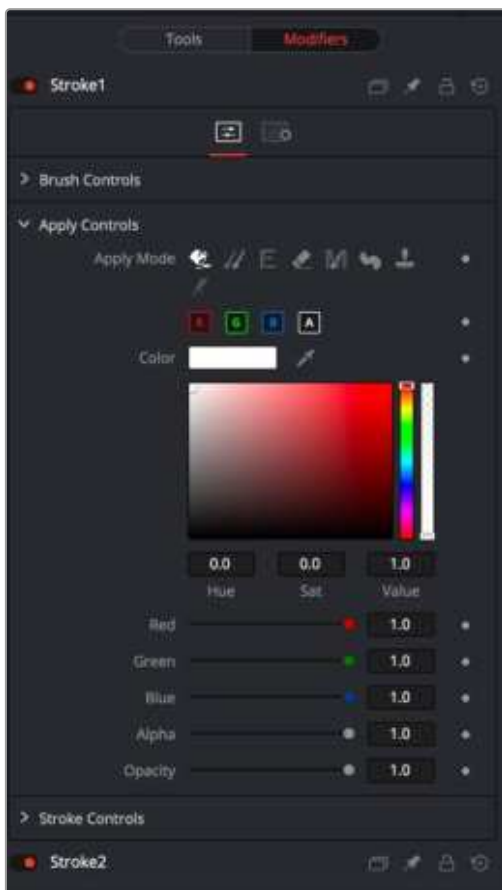 Tools Modifiers
Stroke1
Brush Controls
Apply Controls
Apply Mode
R G B A
Color
0.0 0.0 1.0
Hue Sat Value
Red 1.0
Green 1.0
Blue 1.0
Alpha 1.0
Opacity 1.0
Stroke Controls
Stroke2